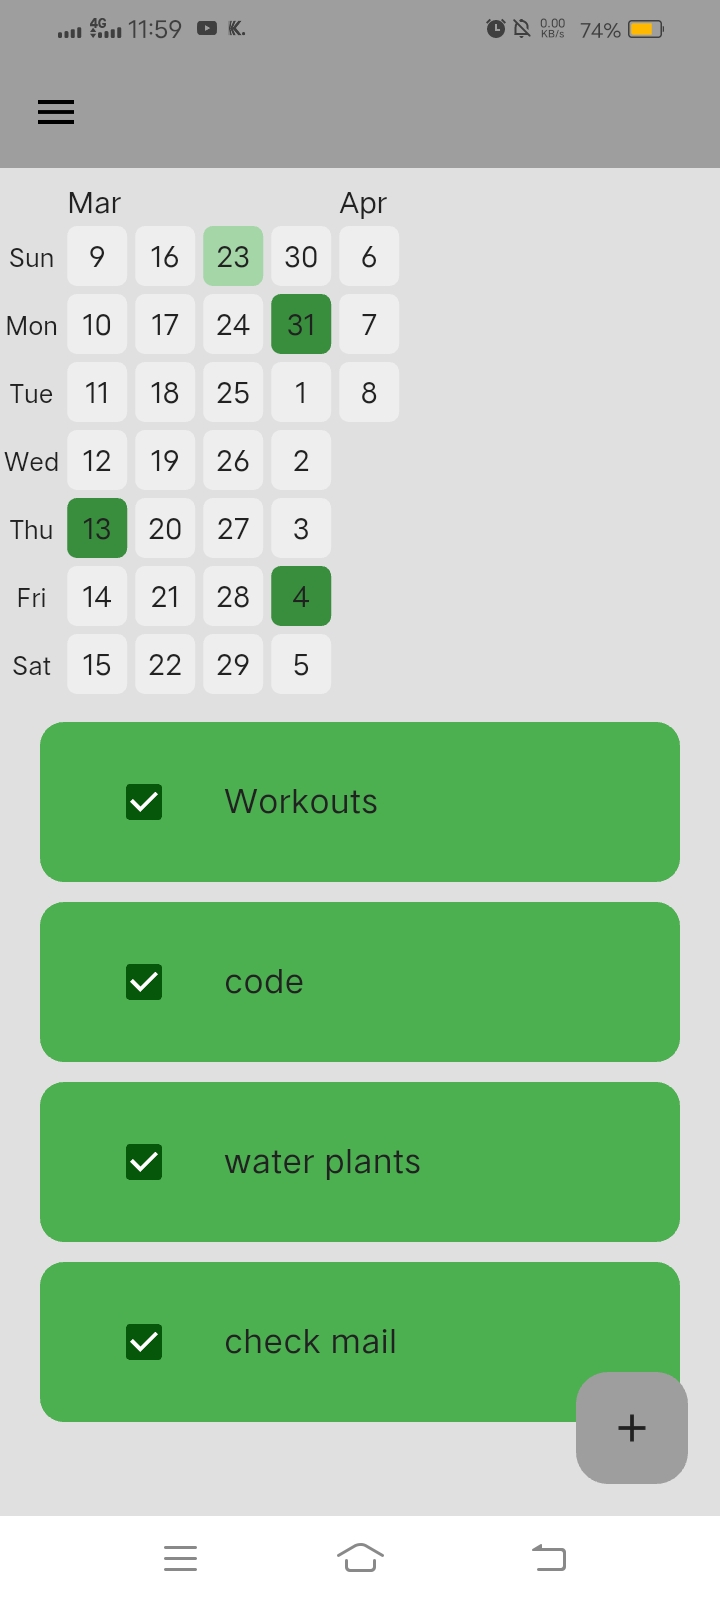 4G 11:59 K. 0.00 KB/s 74%
Mar Apr
Sun 9 16 23 30 6
Mon 10 17 24 31 7
Tue 11 18 25 1 8
Wed 12 19 26 2
Thu 13 20 27 3
Fri 14 21 28 4
Sat 15 22 29 5
Workouts
code
water plants
check mail
+